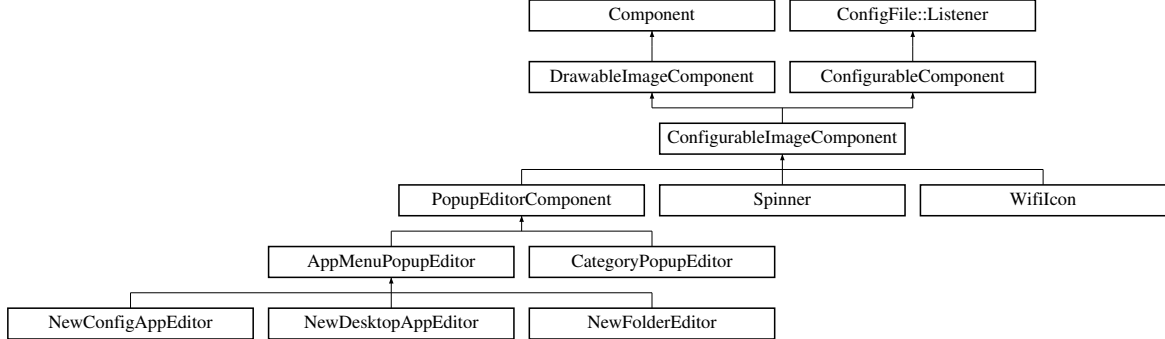 Component
ConfigFile::Listener
DrawableImageComponent
ConfigurableComponent
ConfigurableImageComponent
PopupEditorComponent
Spinner
WifiIcon
AppMenuPopupEditor
CategoryPopupEditor
NewConfigAppEditor
NewDesktopAppEditor
NewFolderEditor